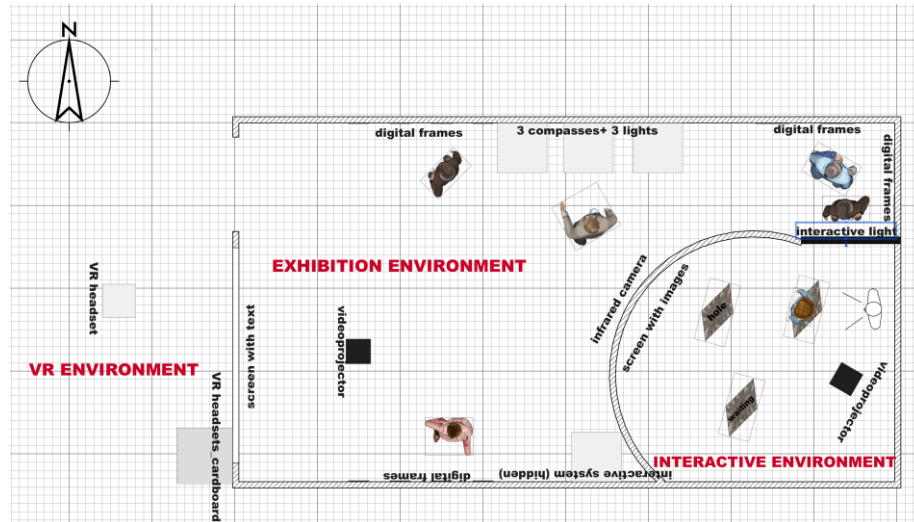 N
digital frames
3 compasses+ 3 lights
digital frames
digital frames
interactive light
EXHIBITION ENVIRONMENT
VR headset
infrared camera
screen with images
hole
screen with text
videoprojector
VR ENVIRONMENT
VR headsets_cardboard
waiting
videoprojector
INTERACTIVE ENVIRONMENT
digital frames
interactive system (hidden)